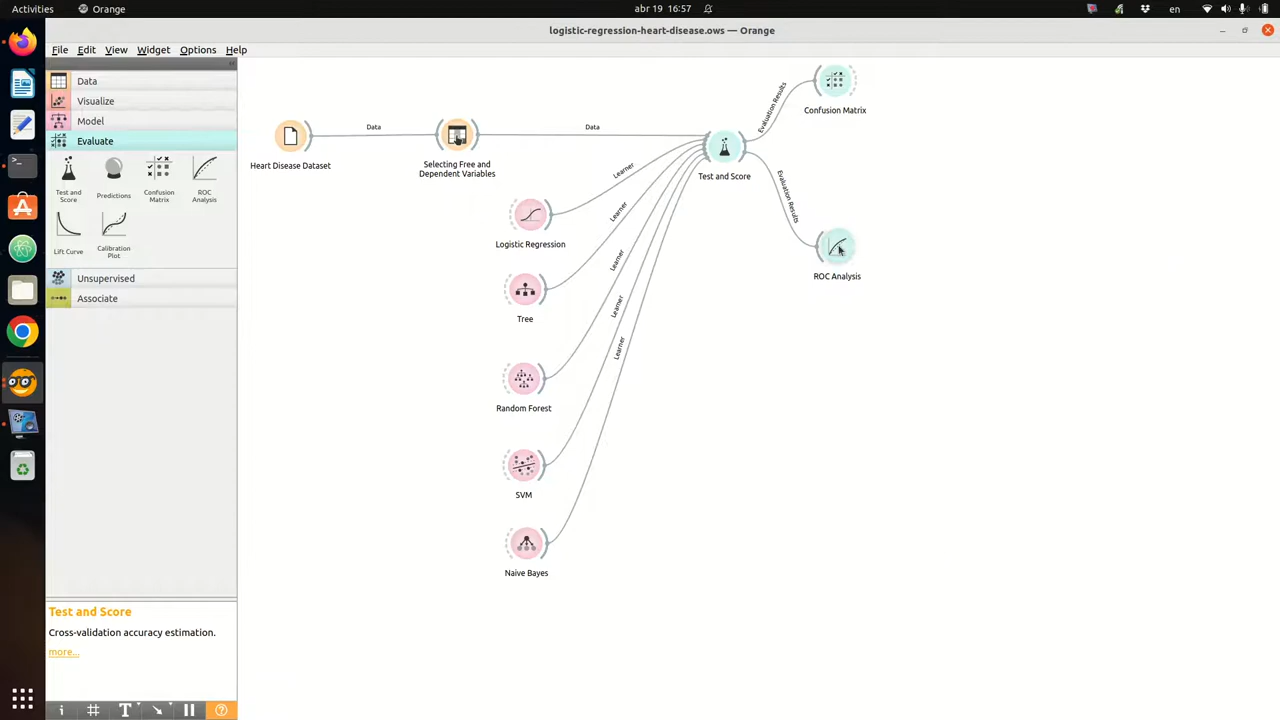 Activities
Orange
abr 19 16:57
en
logistic-regression-heart-disease.ows — Orange
File Edit View Widget Options Help
Data
Visualize
Model
Evaluate
Test and
Score
Predictions
Confusion
Matrix
ROC
Analysis
Lift Curve
Calibration
Plot
Unsupervised
Associate
Test and Score
Cross-validation accuracy estimation.
more...
Heart Disease Dataset
Data
Selecting Free and
Dependent Variables
Data
Test and Score
Evaluation Results
Confusion Matrix
Evaluation Results
ROC Analysis
Learner
Logistic Regression
Learner
Tree
Learner
Random Forest
Learner
SVM
Learner
Naive Bayes